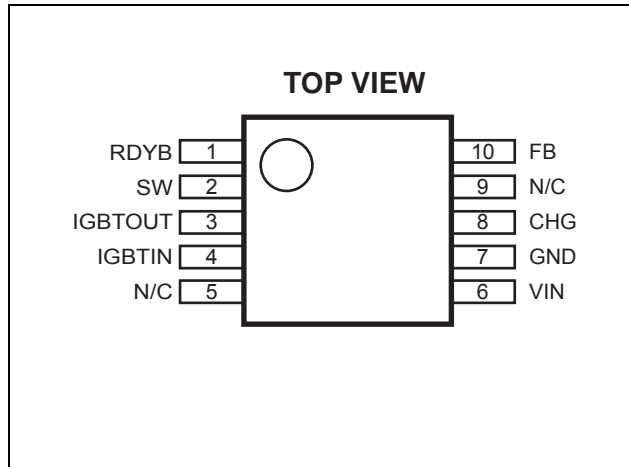 TOP VIEW
RDYB 1 10 FB
SW 2 9 N/C
IGBTOUT 3 8 CHG
IGBTIN 4 7 GND
N/C 5 6 VIN